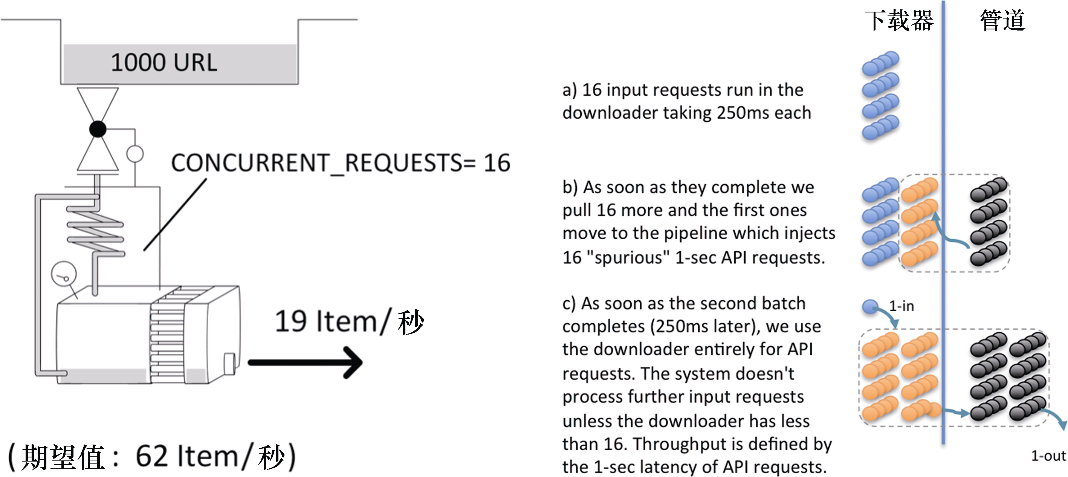 1000 URL
CONCURRENT_REQUESTS= 16
19 Item/秒
(期望值: 62 Item/秒)
下载器
管道
a) 16 input requests run in the
downloader taking 250ms each
b) As soon as they complete we
pull 16 more and the first ones
move to the pipeline which injects
16 "spurious" 1-sec API requests.
c) As soon as the second batch
completes (250ms later), we use
the downloader entirely for API
requests. The system doesn't
process further input requests
unless the downloader has less
than 16. Throughput is defined by
the 1-sec latency of API requests.
1-in
1-out